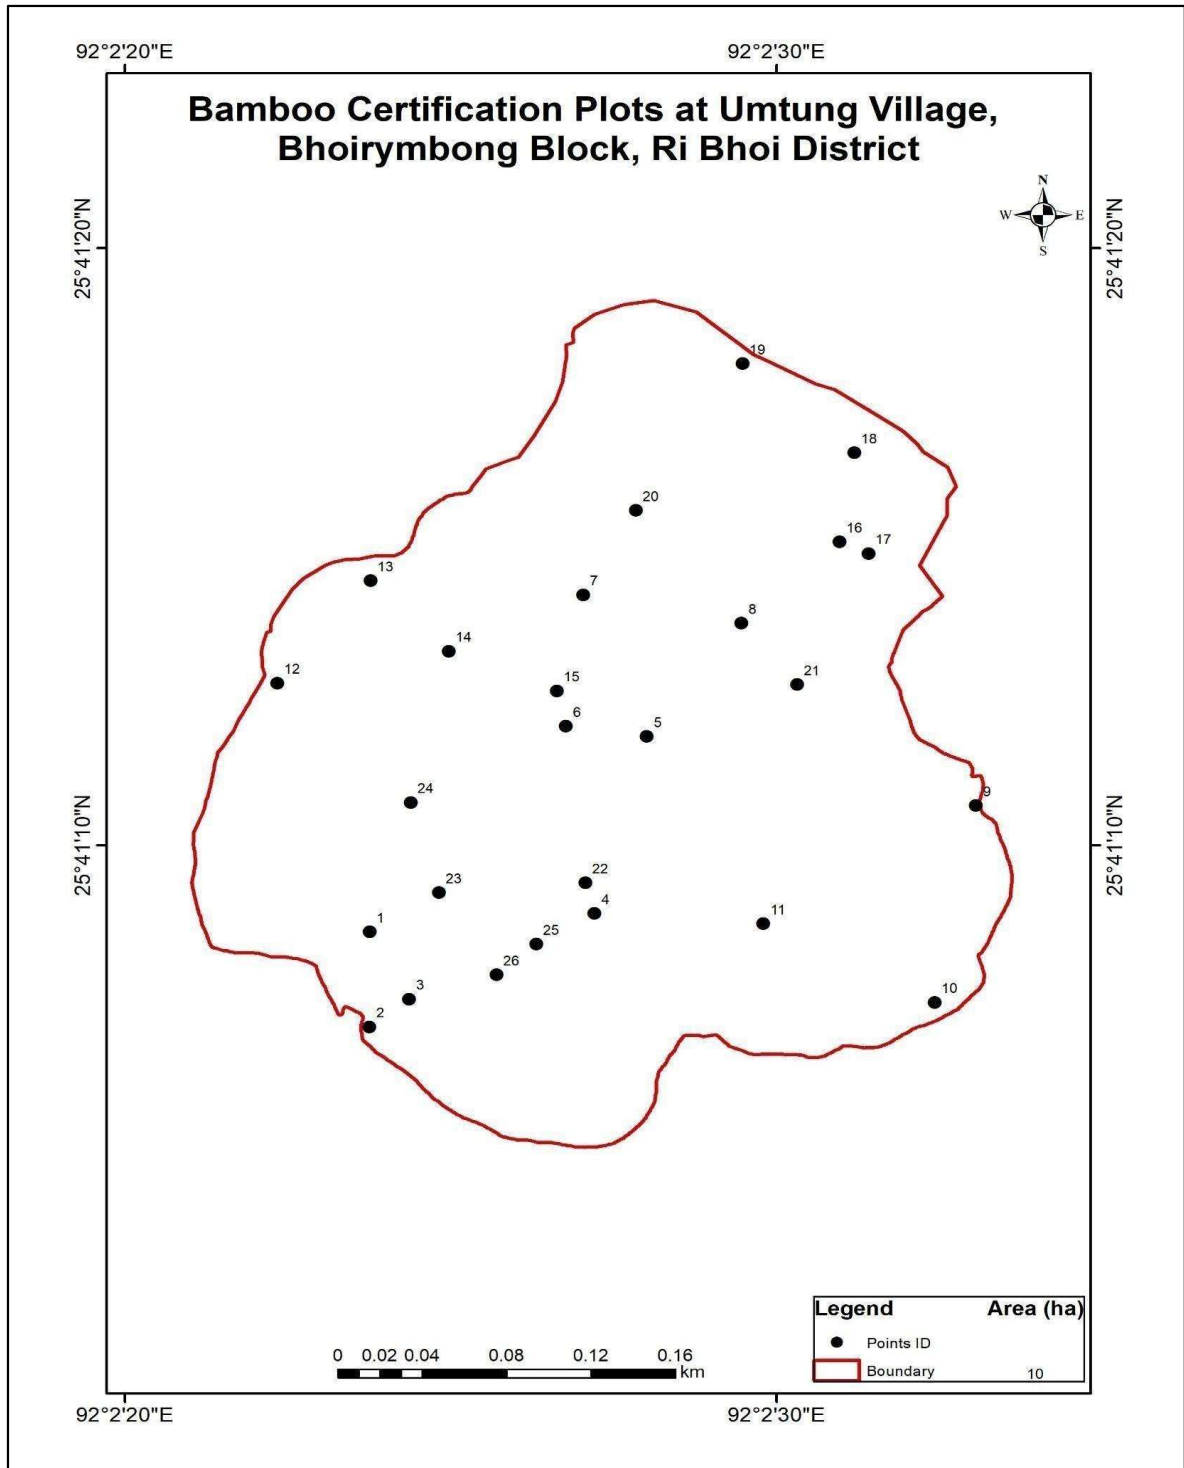 92°2'20"E 92°2'30"E
Bamboo Certification Plots at Umtung Village,
Bhoirymbong Block, Ri Bhoi District
N
W E
S
25°41'20"N 25°41'20"N
19
18
20
16
17
13
7
8
14
12
15
21
6
5
24
9
25°41'10"N 25°41'10"N
22
23
4
11
1
25
26
3
10
2
Legend Area (ha)
Points ID
Boundary 10
0 0.02 0.04 0.08 0.12 0.16
km
92°2'20"E 92°2'30"E